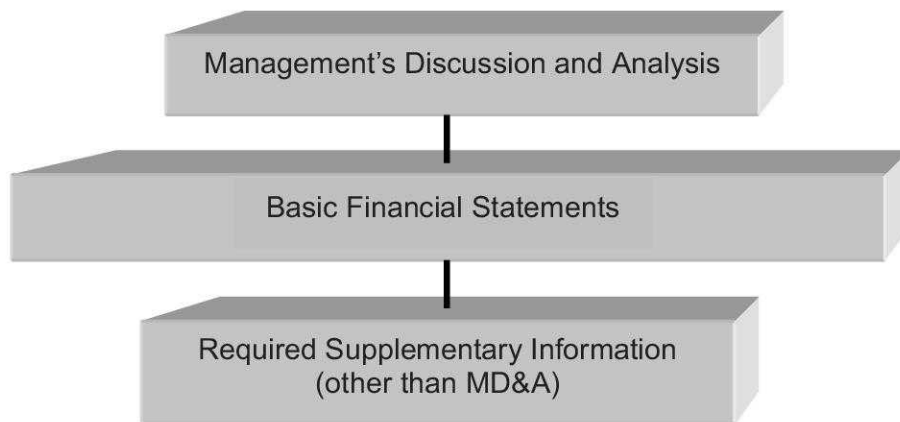 Management’s Discussion and Analysis
Basic Financial Statements
Required Supplementary Information
(other than MD&A)